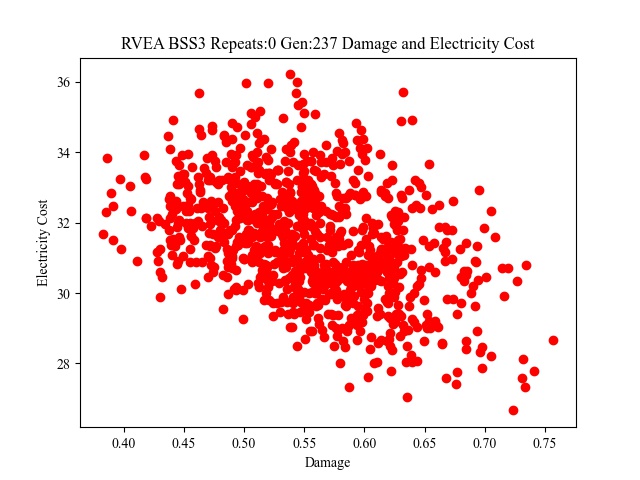 RVEA BSS3 Repeats:0 Gen:237 Damage and Electricity Cost
36
34
32
30
28
Electricity Cost
0.40 0.45 0.50 0.55 0.60 0.65 0.70 0.75
Damage